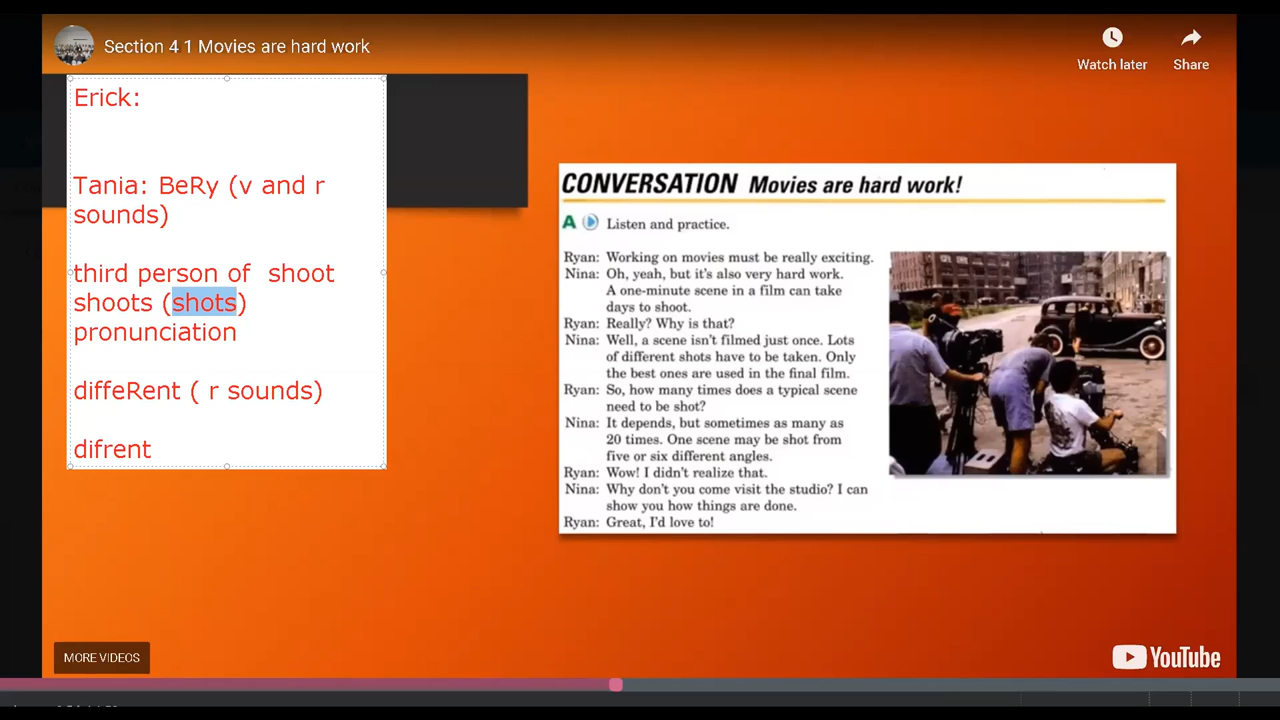 Section 4 1 Movies are hard work
Watch later
Share
Erick:
Tania: BeRy (v and r
sounds)
third person of  shoot
shoots (shots)
pronunciation
diffeRent ( r sounds)
difrent
CONVERSATION Movies are hard work!
A Listen and practice.
Ryan: Working on movies must be really exciting.
Nina: Oh, yeah, but it's also very hard work.
A one-minute scene in a film can take
days to shoot.
Ryan: Really? Why is that?
Nina: Well, a scene isn't filmed just once. Lots
of different shots have to be taken. Only
the best ones are used in the final film.
Ryan: So, how many times does a typical scene
need to be shot?
Nina: It depends, but sometimes as many as
20 times. One scene may be shot from
five or six different angles.
Ryan: Wow! I didn't realize that.
Nina: Why don't you come visit the studio? I can
show you how things are done.
Ryan: Great, I'd love to!
MORE VIDEOS
YouTube